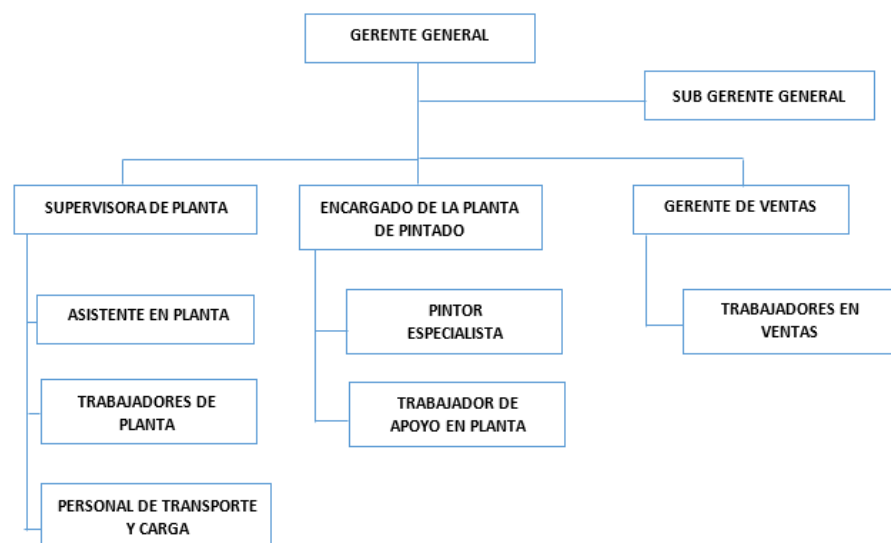 GERENTE GENERAL
SUB GERENTE GENERAL
SUPERVISORA DE PLANTA
ENCARGADO DE LA PLANTA
DE PINTADO
GERENTE DE VENTAS
ASISTENTE EN PLANTA
TRABAJADORES DE
PLANTA
PERSONAL DE TRANSPORTE
Y CARGA
PINTOR
ESPECIALISTA
TRABAJADOR DE
APOYO EN PLANTA
TRABAJADORES EN
VENTAS